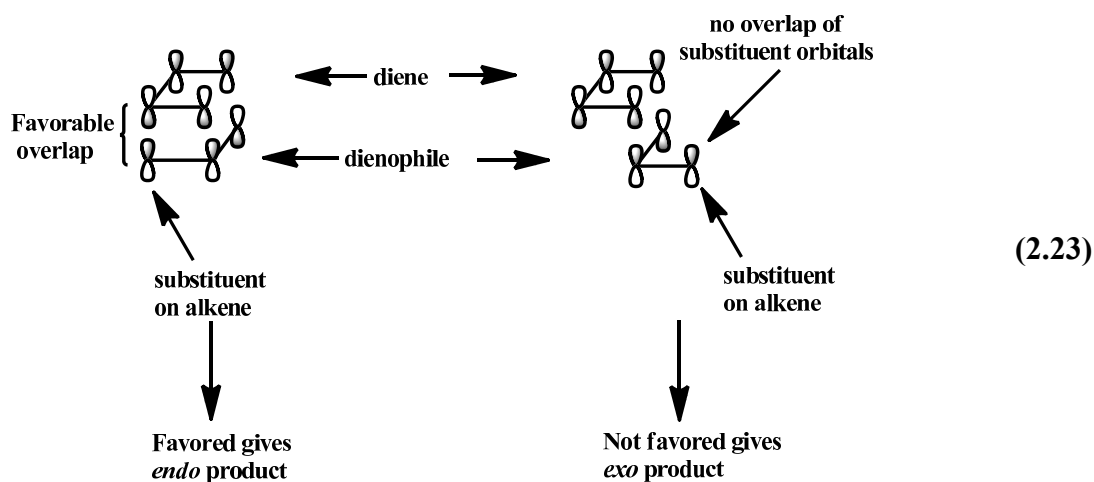 no overlap of
substituent orbitals
diene
Favorable
overlap
dienophile
(2.23)
substituent
on alkene
substituent
on alkene
Favored gives
endo product
Not favored gives
exo product